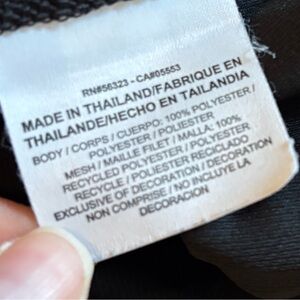 RN#56323 - CA#05553
MADE IN THAILAND/FABRIQUE EN
THAILANDE/HECHO EN TAILANDIA
BODY / CORPS / CUERPO: 100% POLYESTER /
POLYESTER / POLIESTER
MESH / MAILLE FILET / MALLA: 100%
RECYCLED POLYESTER / POLYESTER
RECYCLE / POLIESTER RECICLADO
EXCLUSIVE OF DECORATION / DECORATION
NON COMPRISE / NO INCLUYE LA
DECORACION